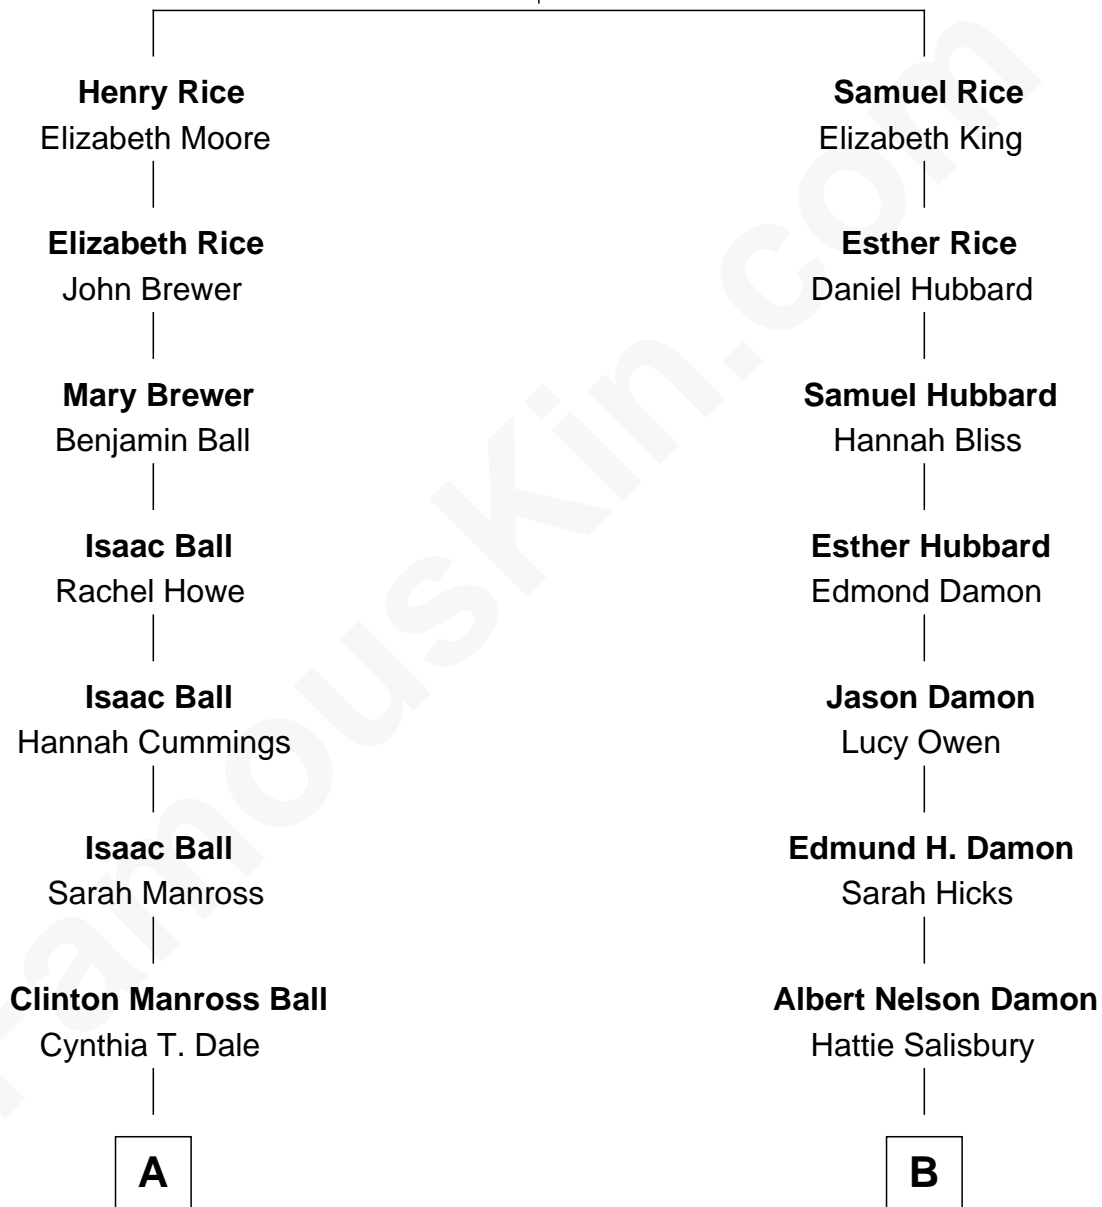 Henry Rice
Elizabeth Moore
Samuel Rice
Elizabeth King
Elizabeth Rice
John Brewer
Esther Rice
Daniel Hubbard
Mary Brewer
Benjamin Ball
Samuel Hubbard
Hannah Bliss
Isaac Ball
Rachel Howe
Esther Hubbard
Edmond Damon
Isaac Ball
Hannah Cummings
Jason Damon
Lucy Owen
Isaac Ball
Sarah Manross
Edmund H. Damon
Sarah Hicks
Clinton Manross Ball
Cynthia T. Dale
Albert Nelson Damon
Hattie Salisbury
A
B
FamousKin.com